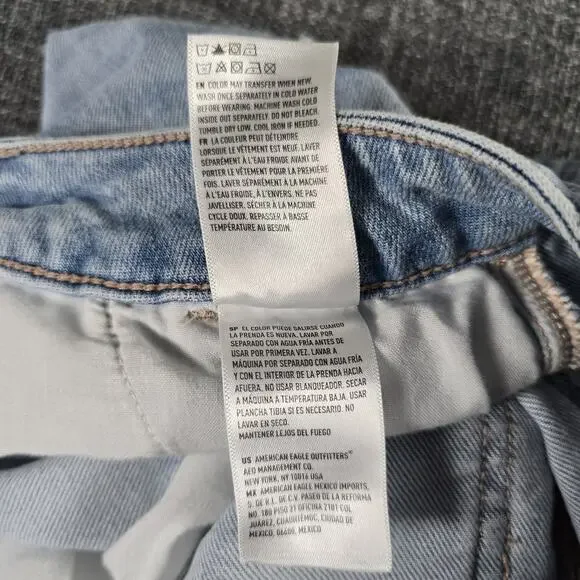 EN COLOR MAY TRANSFER WHEN NEW.
WASH ONCE SEPARATELY IN COLD WATER
BEFORE WEARING. MACHINE WASH COLD
INSIDE OUT SEPARATELY. DO NOT BLEACH.
TUMBLE DRY LOW. COOL IRON IF NEEDED.
FR LA COULEUR PEUT DÉTEINDRE
LORSQUE LE VÊTEMENT EST NEUF. LAVER
SÉPARÉMENT À L'EAU FROIDE AVANT DE
PORTER LE VÊTEMENT POUR LA PREMIÈRE
FOIS. LAVER SÉPARÉMENT À LA MACHINE
À L'EAU FROIDE, À L'ENVERS. NE PAS
JAVELLISER. SÉCHER À LA MACHINE
CYCLE DOUX. REPASSER À BASSE
TEMPÉRATURE AU BESOIN.
SP EL COLOR PUEDE SALIRSE CUANDO
LA PRENDA ES NUEVA. LAVAR POR
SEPARADO CON AGUA FRÍA ANTES DE
USAR POR PRIMERA VEZ. LAVAR A
MÁQUINA POR SEPARADO CON AGUA FRÍA
Y CON EL INTERIOR DE LA PRENDA HACIA
AFUERA. NO USAR BLANQUEADOR. SECAR
A MÁQUINA A TEMPERATURA BAJA. USAR
PLANCHA TIBIA SI ES NECESARIO. NO
LAVAR EN SECO.
MANTENER LEJOS DEL FUEGO
US AMERICAN EAGLE OUTFITTERS®
AEO MANAGEMENT CO.
NEW YORK, NY 10016 USA
MX AMERICAN EAGLE MEXICO IMPORTS,
S. DE R.L. DE C.V. PASEO DE LA REFORMA
NO. 180 PISO 21 OFICINA 2101 COL
JUÁREZ, CUAUHTÉMOC, CIUDAD DE
MÉXICO, 06600, MÉXICO